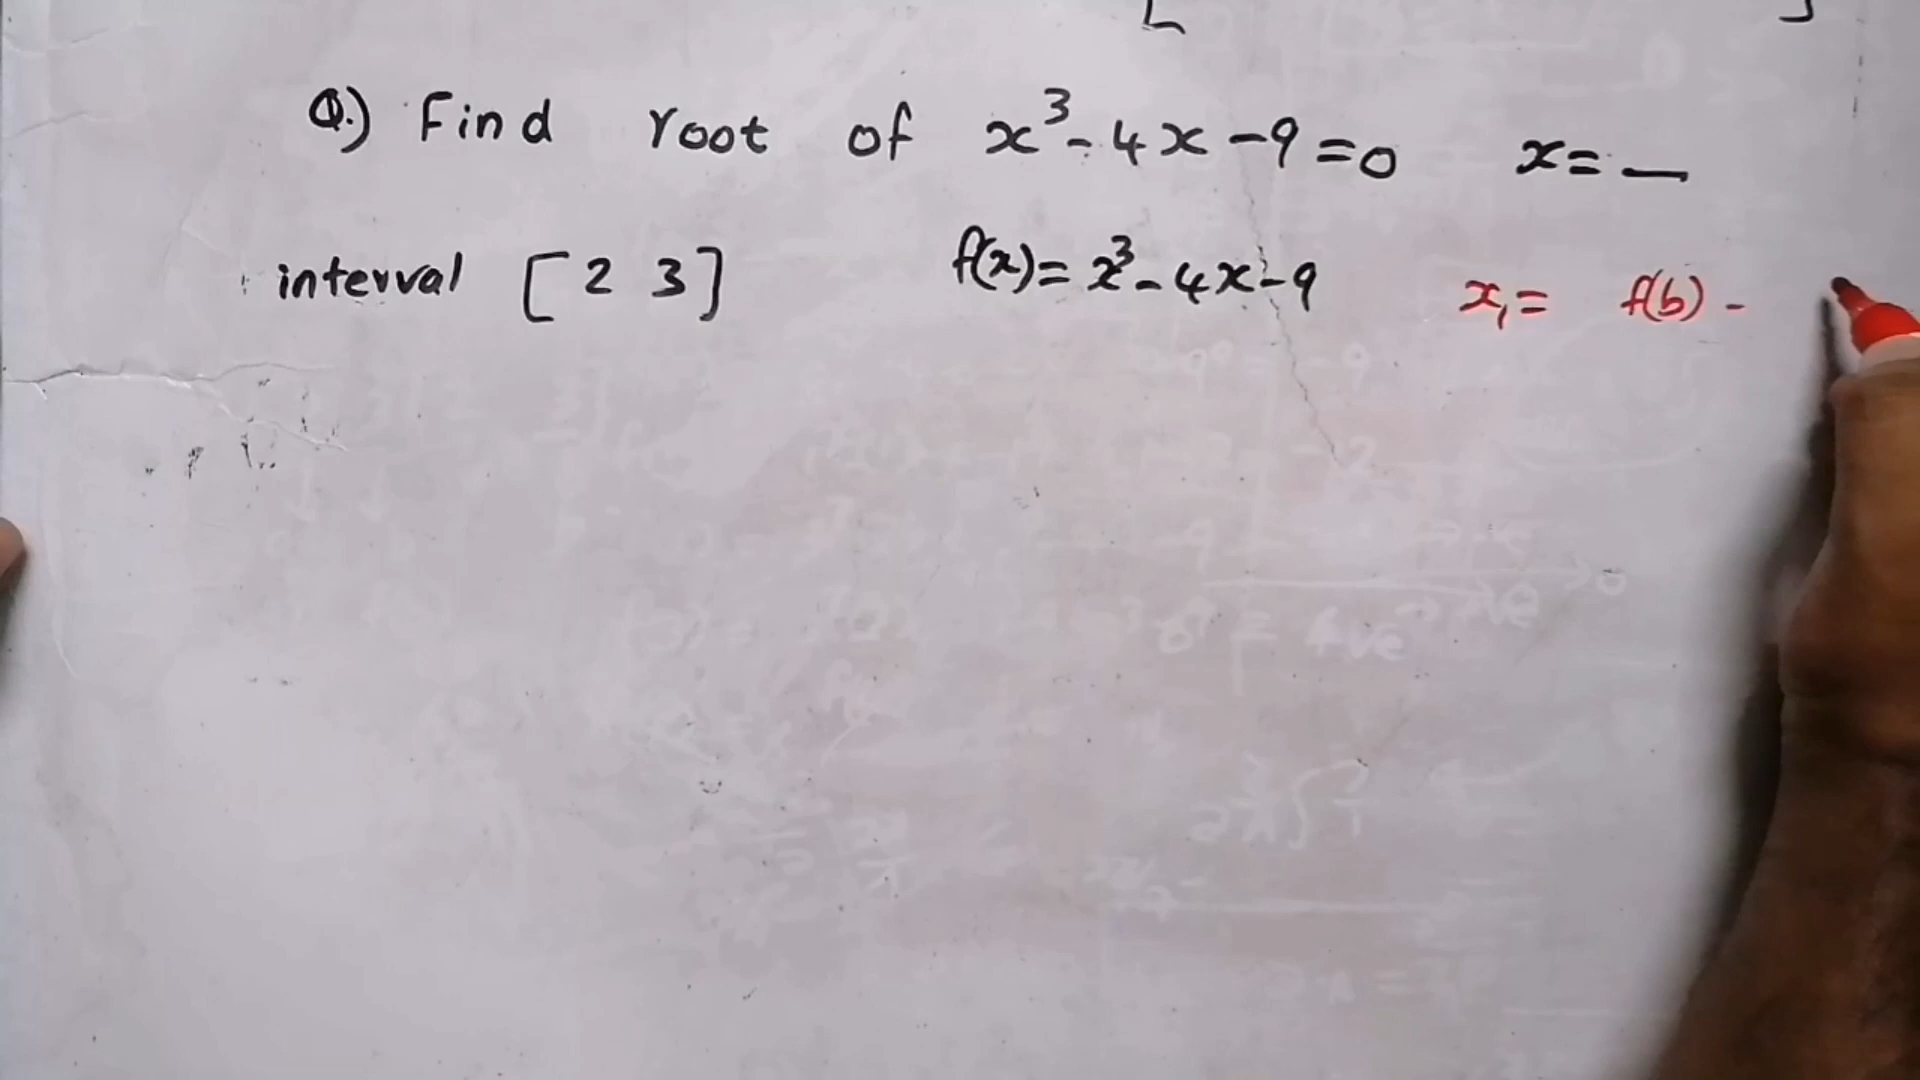 Q.) Find root of x³-4x-9=0 x= —
interval [2 3] f(x)= x³-4x-9 x₁= f(b) -